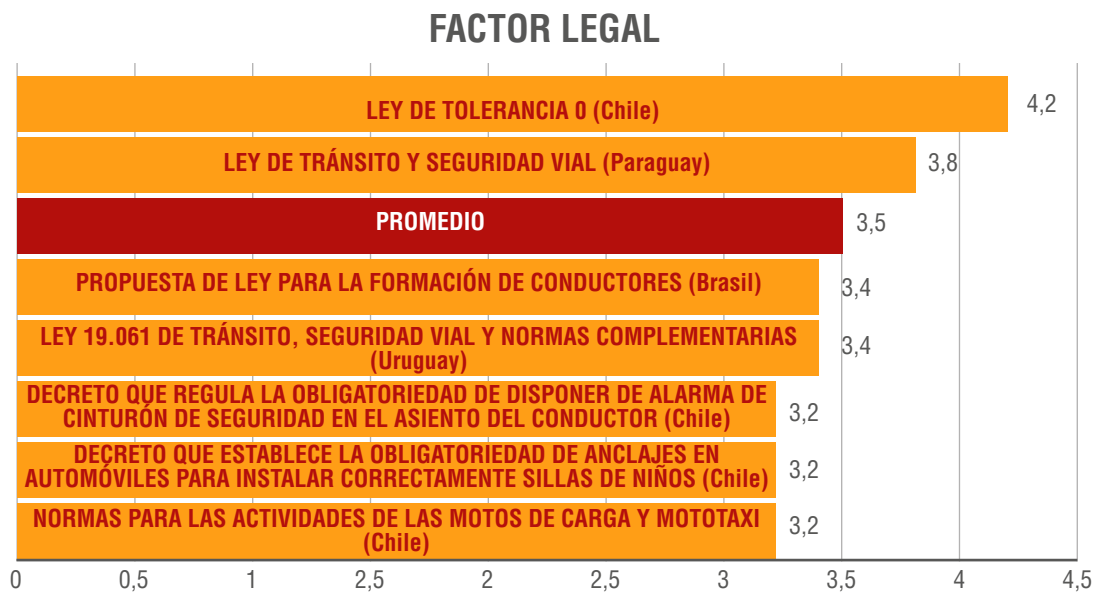 FACTOR LEGAL
LEY DE TOLERANCIA 0 (Chile)
4,2
LEY DE TRÁNSITO Y SEGURIDAD VIAL (Paraguay)
3,8
PROMEDIO
3,5
PROPUESTA DE LEY PARA LA FORMACIÓN DE CONDUCTORES (Brasil)
3,4
LEY 19.061 DE TRÁNSITO, SEGURIDAD VIAL Y NORMAS COMPLEMENTARIAS
(Uruguay)
3,4
DECRETO QUE REGULA LA OBLIGATORIEDAD DE DISPONER DE ALARMA DE
CINTURÓN DE SEGURIDAD EN EL ASIENTO DEL CONDUCTOR (Chile)
3,2
DECRETO QUE ESTABLECE LA OBLIGATORIEDAD DE ANCLAJES EN
AUTOMÓVILES PARA INSTALAR CORRECTAMENTE SILLAS DE NIÑOS (Chile)
3,2
NORMAS PARA LAS ACTIVIDADES DE LAS MOTOS DE CARGA Y MOTOTAXI
(Chile)
3,2
0 0,5 1 2,5 2 2,5 3 3,5 4 4,5